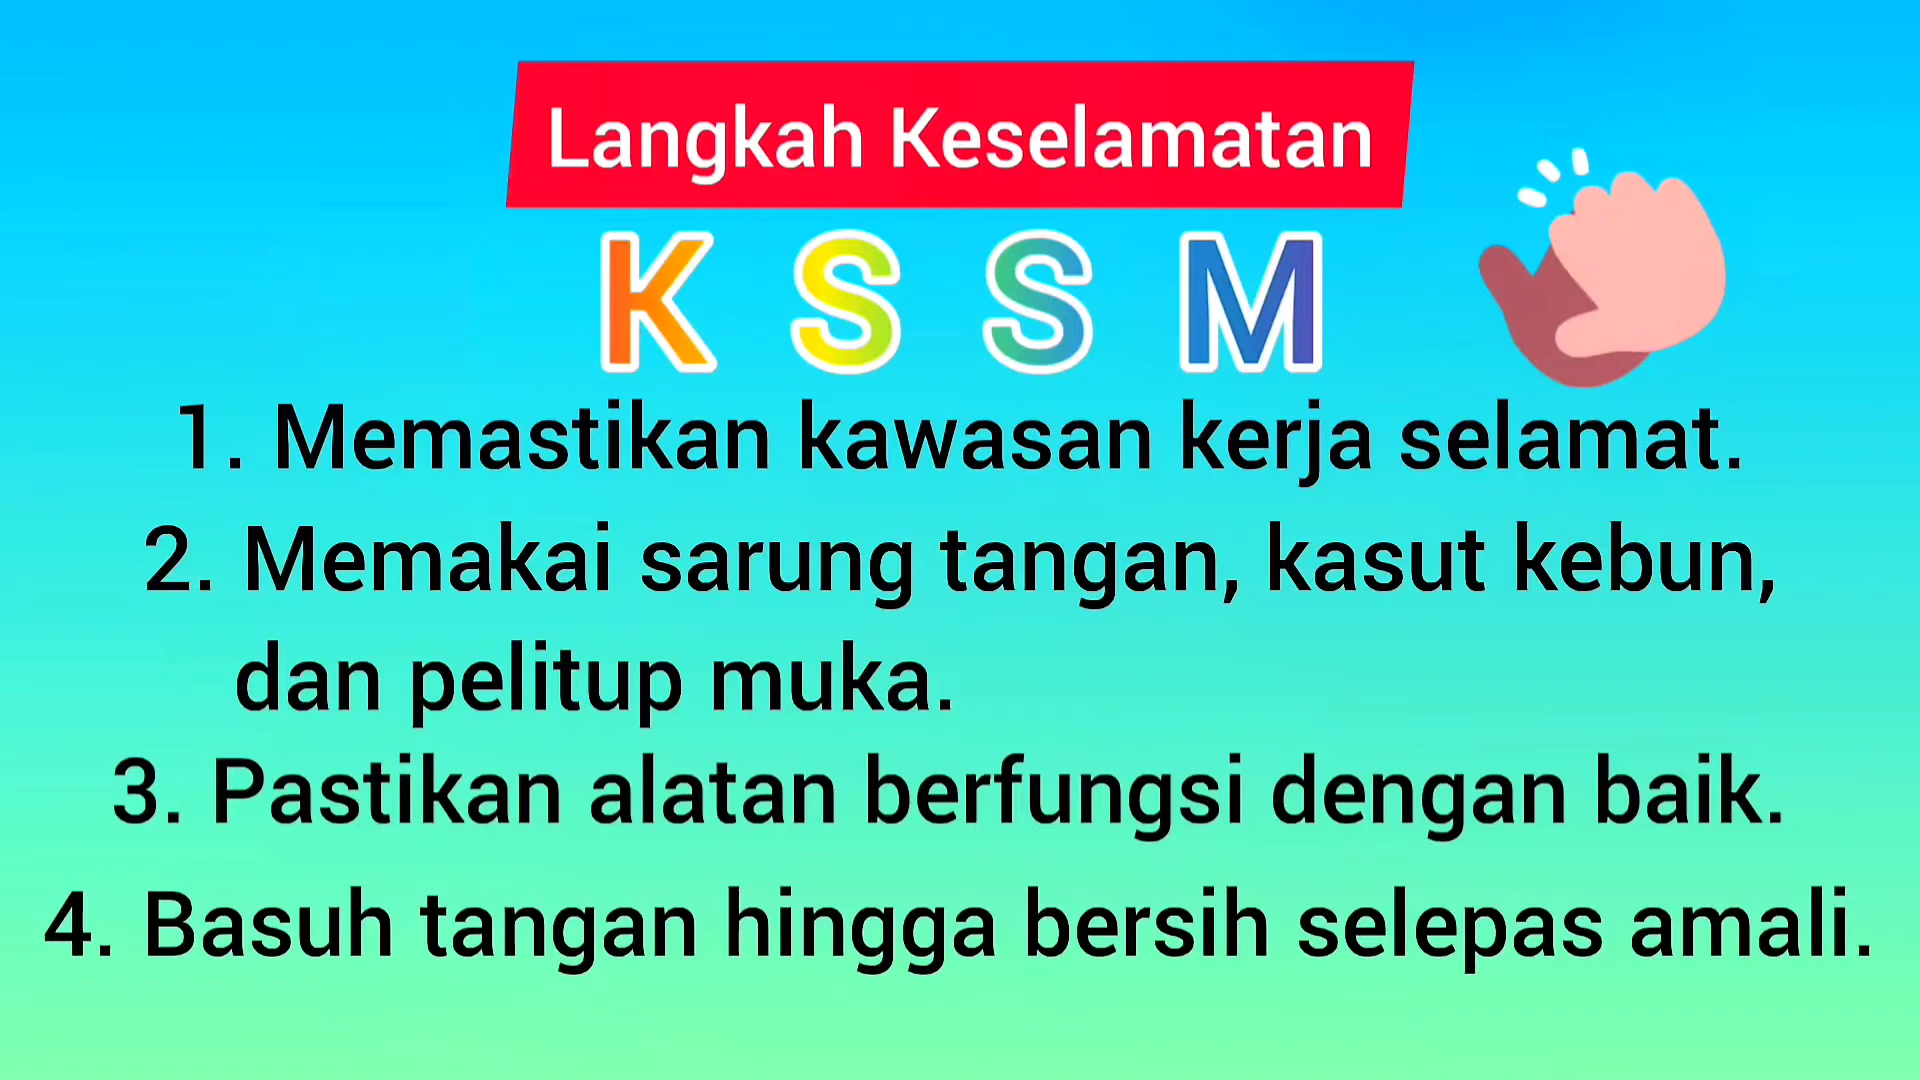 Langkah Keselamatan
K S S M
1. Memastikan kawasan kerja selamat.
2. Memakai sarung tangan, kasut kebun,
dan pelitup muka.
3. Pastikan alatan berfungsi dengan baik.
4. Basuh tangan hingga bersih selepas amali.